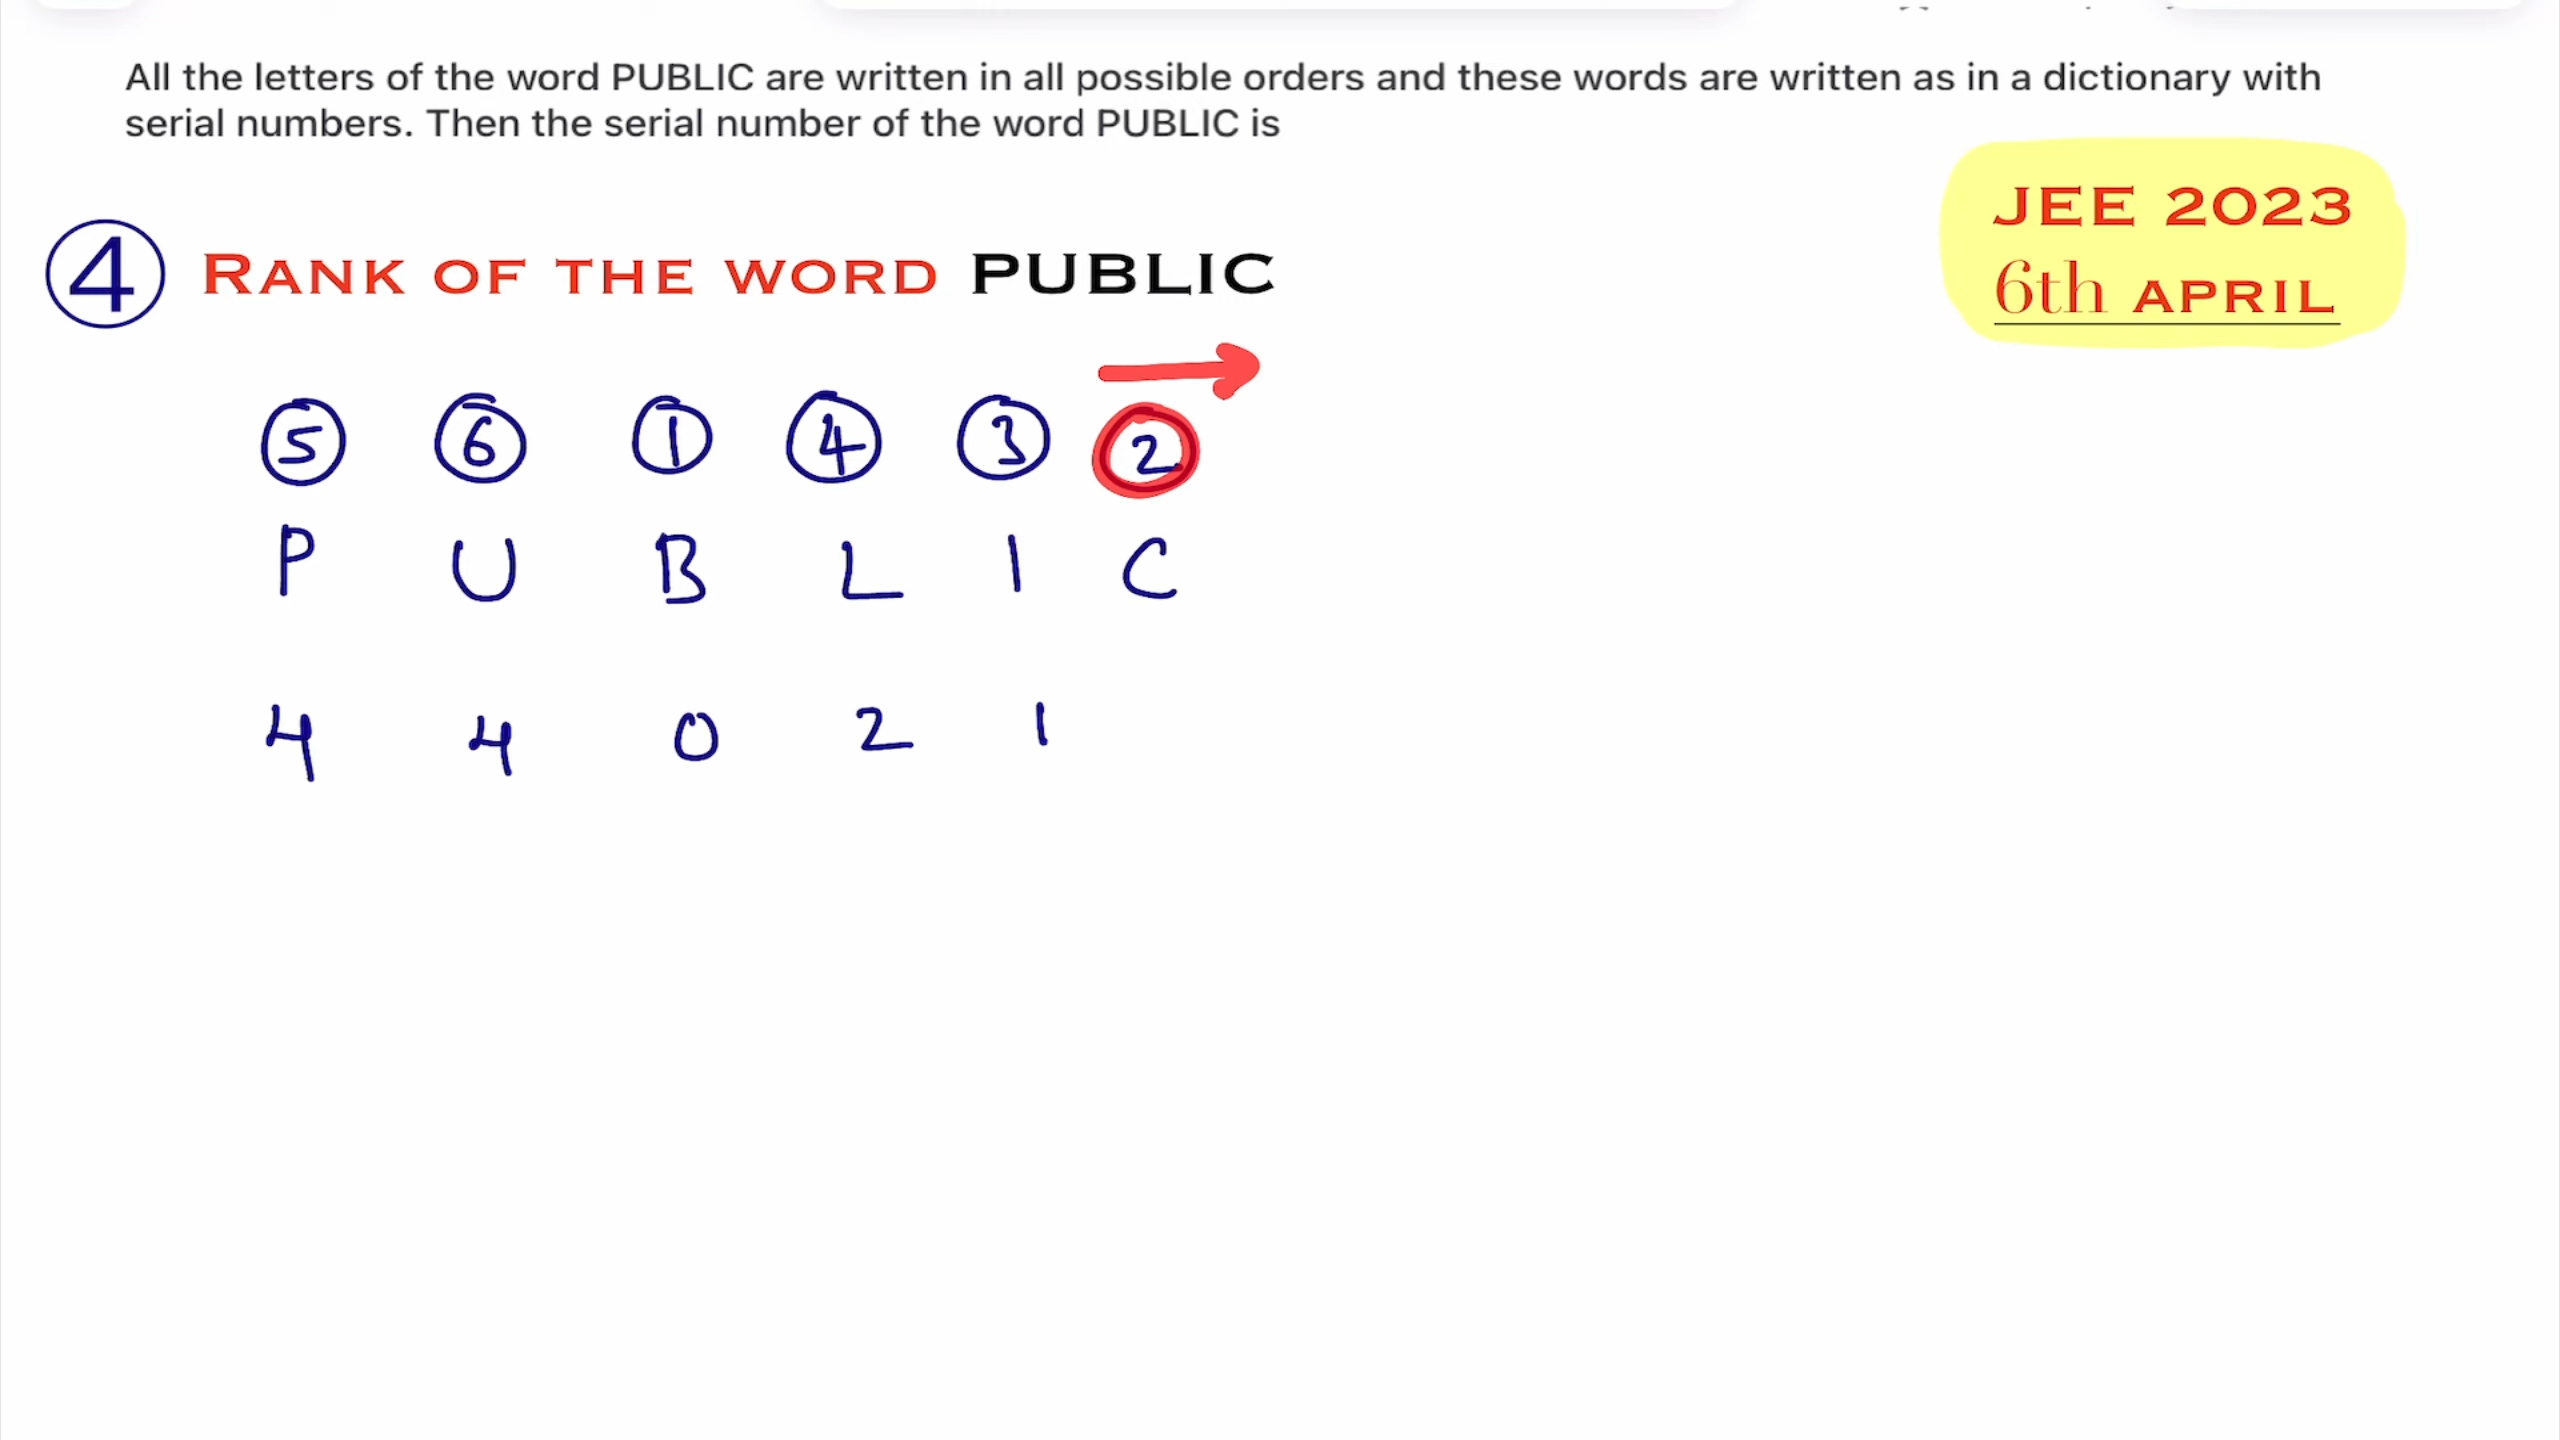 All the letters of the word PUBLIC are written in all possible orders and these words are written as in a dictionary with
serial numbers. Then the serial number of the word PUBLIC is
JEE 2023
6th APRIL
4 RANK OF THE WORD PUBLIC
5 6 1 4 3 2
P U B L I C
4 4 0 2 1